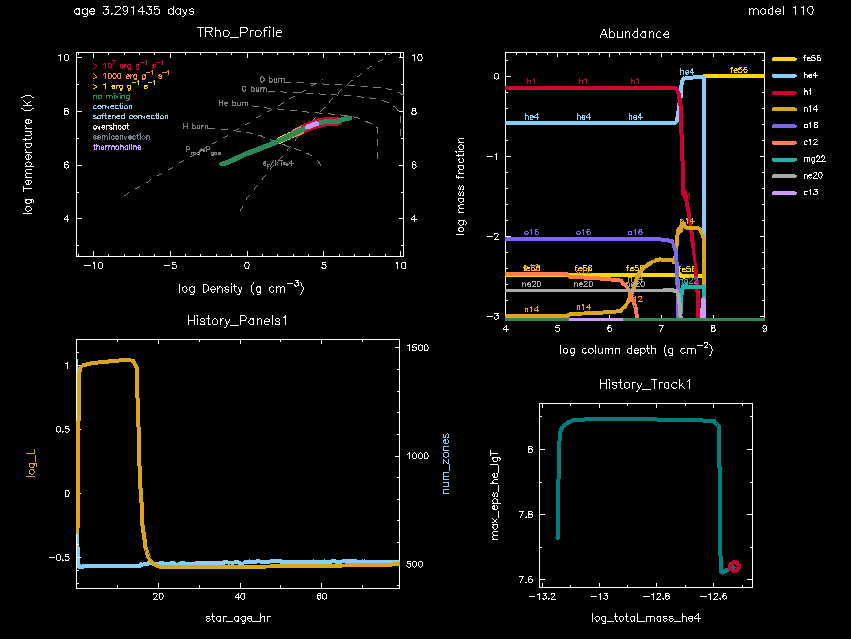 age 3.291435 days
model 110
TRho_Profile
10
8
6
4
10
8
6
4
> 10⁷ erg g⁻¹ s⁻¹
> 1000 erg g⁻¹ s⁻¹
> 1 erg g⁻¹ s⁻¹
no mixing
convection
softened convection
overshoot
semiconvection
thermohaline
O burn
C burn
He burn
H burn
-10
-5
0
5
10
log Temperature (K)
log Density (g cm⁻³)
Abundance
0
-1
-2
-3
h1
h1
h1
he4
he4
he4
he4
fe56
o16
o16
o16
ne20
ne20
n14
n14
n14
4
6
7
8
9
log mass fraction
log column depth (g cm⁻²)
fe56
he4
h1
n14
o16
c12
mg22
ne20
c13
History_Panels1
1
0.5
0
-0.5
1500
1000
500
20
40
60
log_L
num_zones
star_age_hr
History_Track1
8
7.8
7.6
-13.2
-13
-12.8
-12.6
max_eps_he_lgT
log_total_mass_he4